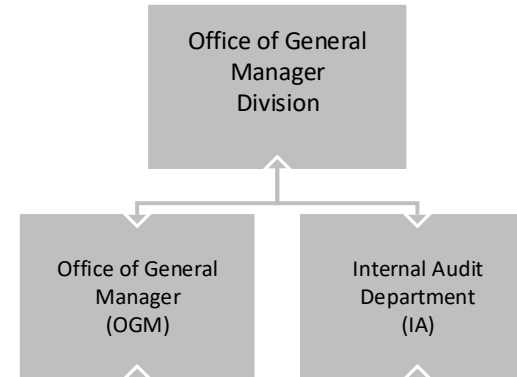 Office of General
Manager
Division
Office of General
Manager
(OGM)
Internal Audit
Department
(IA)